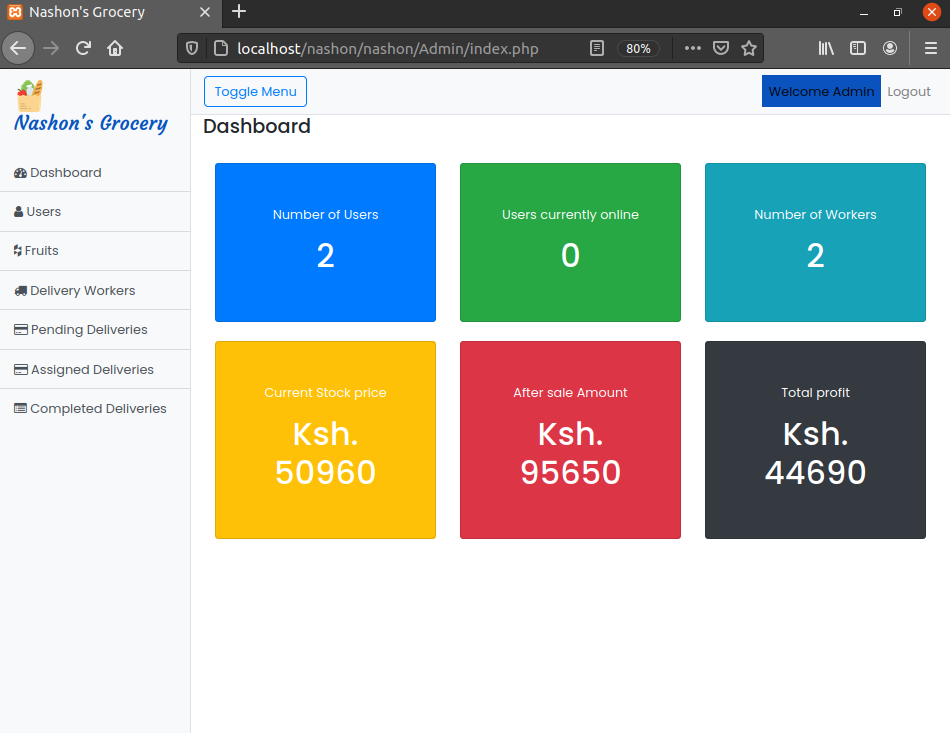 Nashon's Grocery
localhost/nashon/nashon/Admin/index.php
80%
Nashon's Grocery
Toggle Menu
Welcome Admin
Logout
Dashboard
Dashboard
Users
Fruits
Delivery Workers
Pending Deliveries
Assigned Deliveries
Completed Deliveries
Number of Users
2
Users currently online
0
Number of Workers
2
Current Stock price
Ksh.
50960
After sale Amount
Ksh.
95650
Total profit
Ksh.
44690